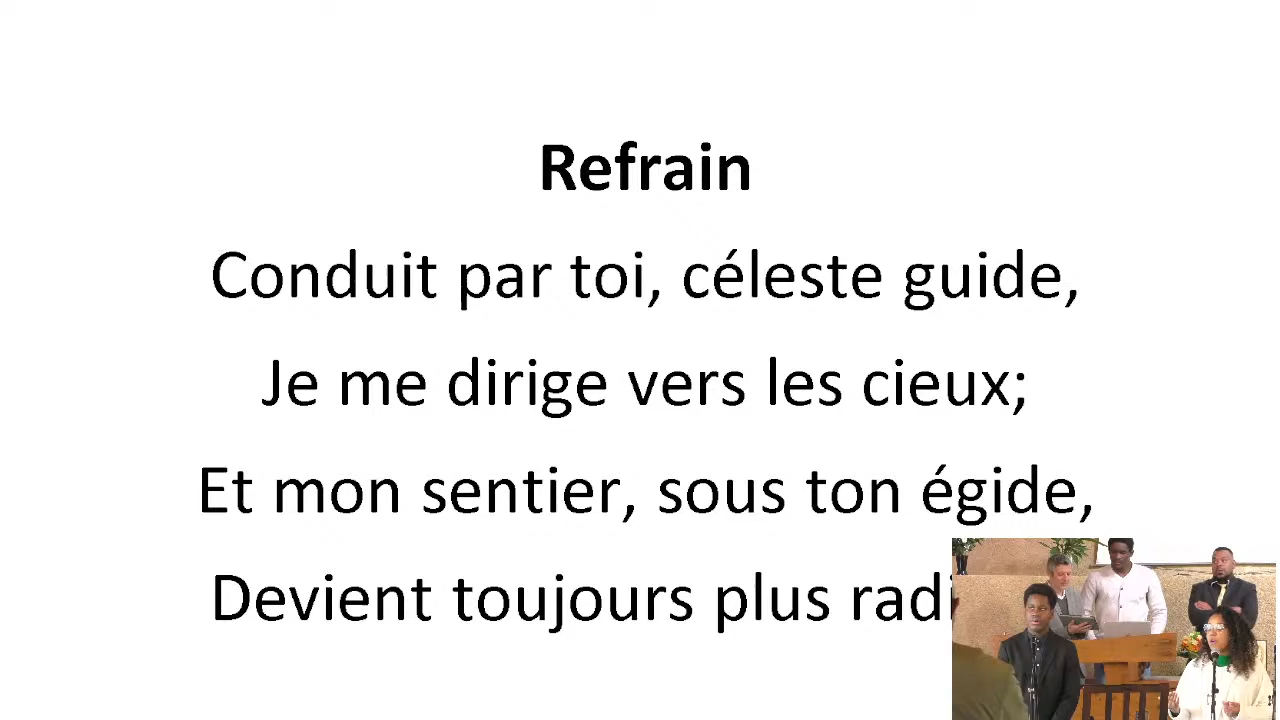 Refrain
Conduit par toi, céleste guide,
Je me dirige vers les cieux;
Et mon sentier, sous ton égide,
Devient toujours plus